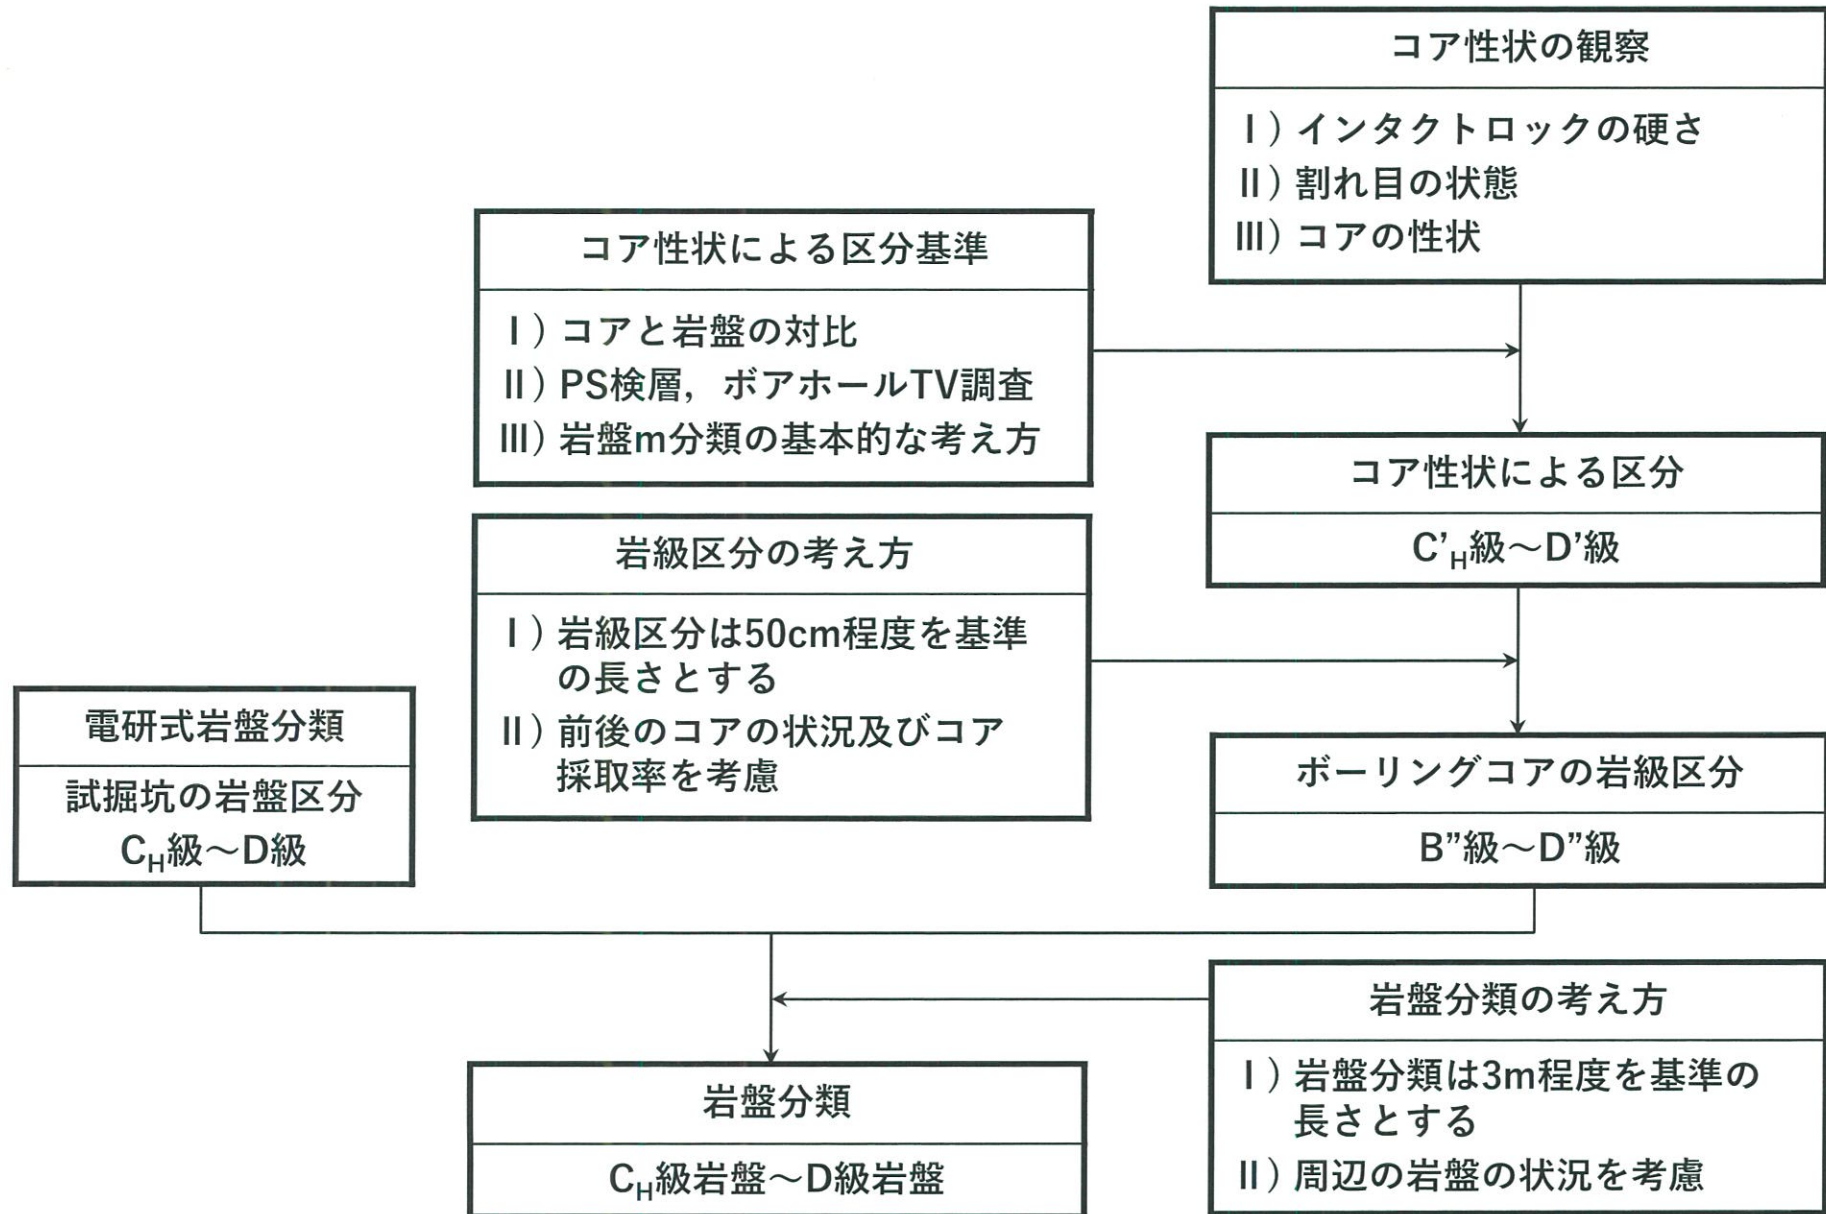 コア性状の観察
Ⅰ）インタクトロックの硬さ
Ⅱ）割れ目の状態
Ⅲ）コアの性状
コア性状による区分基準
Ⅰ）コアと岩盤の対比
Ⅱ）PS検層，ボアホールTV調査
Ⅲ）岩盤m分類の基本的な考え方
コア性状による区分
C’H級～D’級
岩級区分の考え方
Ⅰ）岩級区分は50cm程度を基準
の長さとする
Ⅱ）前後のコアの状況及びコア
採取率を考慮
電研式岩盤分類
試掘坑の岩盤区分
CH級～D級
ボーリングコアの岩級区分
B”級～D”級
岩盤分類の考え方
Ⅰ）岩盤分類は3m程度を基準の
長さとする
Ⅱ）周辺の岩盤の状況を考慮
岩盤分類
CH級岩盤～D級岩盤